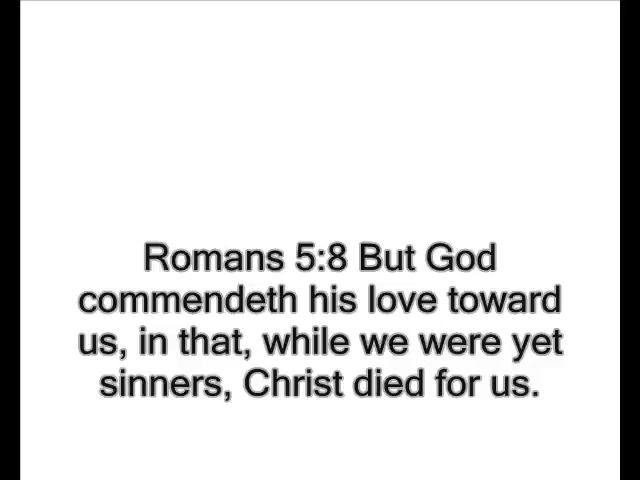 Romans 5:8 But God
commendeth his love toward
us, in that, while we were yet
sinners, Christ died for us.